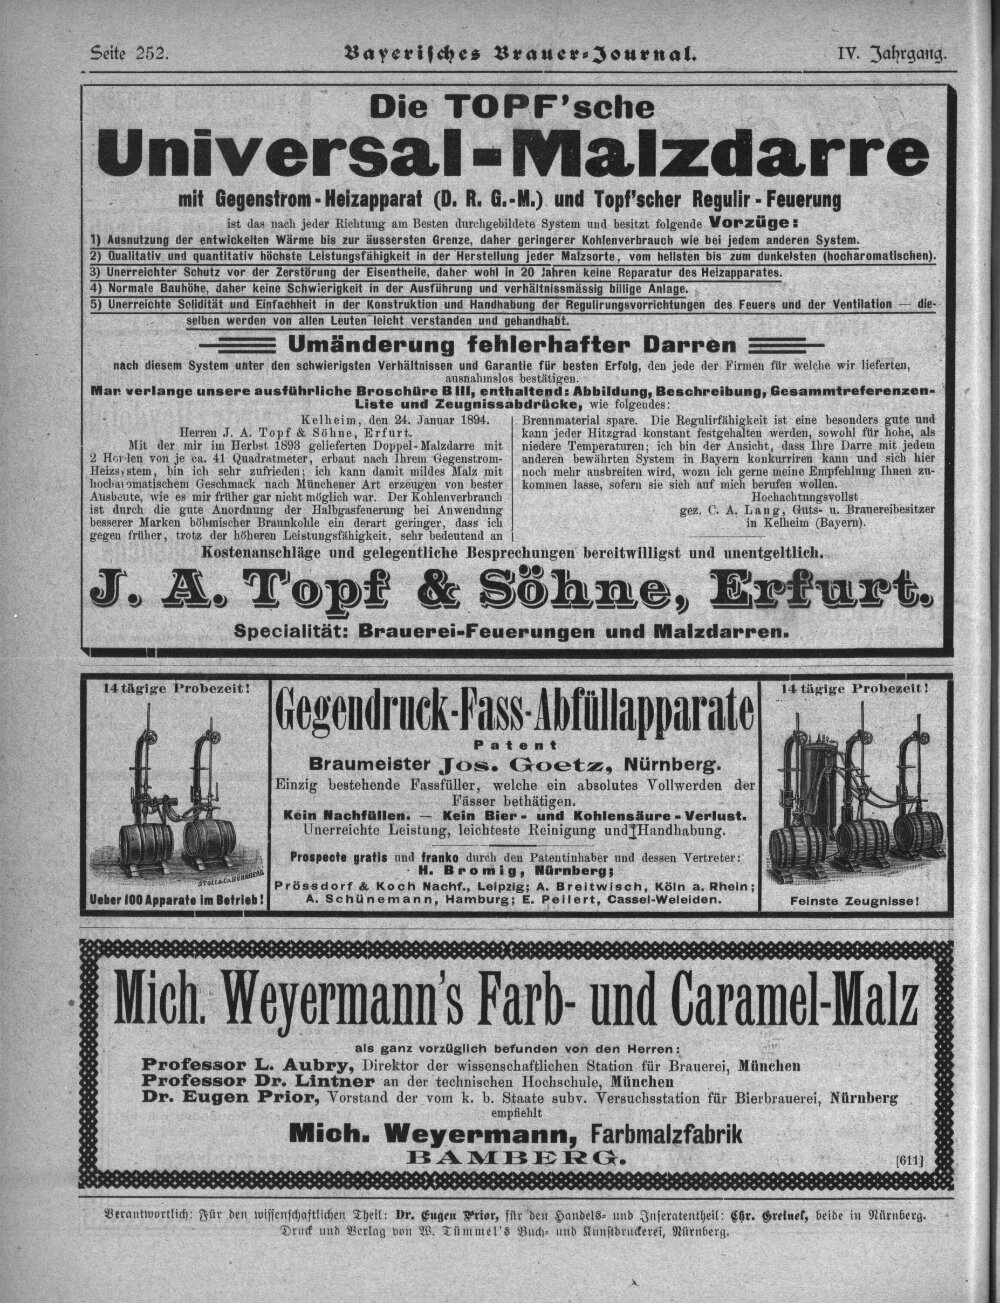 Seite 252.
Bayerisches Brauer-Journal.
IV. Jahrgang.
Die TOPF'sche
Universal-Malzdarre
mit Gegenstrom-Heizapparat (D. R. G.-M.) und Topf'scher Regulir-Feuerung
ist das nach jeder Richtung am Besten durchgebildete System und besitzt folgende Vorzüge:
1) Ausnutzung der entwickelten Wärme bis zur äussersten Grenze, daher geringerer Kohlenverbrauch wie bei jedem anderen System.
2) Qualitativ und quantitativ höchste Leistungsfähigkeit in der Herstellung jeder Malzsorte, vom hellsten bis zum dunkelsten (hocharomatischen).
3) Unerreichter Schutz vor der Zerstörung der Eisentheile, daher wohl in 20 Jahren keine Reparatur des Heizapparates.
4) Normale Bauhöhe, daher keine Schwierigkeit in der Ausführung und verhältnissmässig billige Anlage.
5) Unerreichte Solidität und Einfachheit in der Konstruktion und Handhabung der Regulirungsvorrichtungen des Feuers und der Ventilation — die-
selben werden von allen Leuten leicht verstanden und gehandhabt.
Umänderung fehlerhafter Darren
nach diesem System unter den schwierigsten Verhältnissen und Garantie für besten Erfolg, den jede der Firmen für welche wir lieferten,
ausnahmslos bestätigen.
Man verlange unsere ausführliche Broschüre B III, enthaltend: Abbildung, Beschreibung, Gesammtreferenzen-
Liste und Zeugnissabdrücke, wie folgendes:
Kelheim, den 24. Januar 1894.
Herren J. A. Topf & Söhne, Erfurt.
Mit der mir im Herbst 1893 gelieferten Doppel-Malzdarre mit
2 Horden von je ca. 41 Quadratmeter, erbaut nach Ihrem Gegenstrom-
Heizsystem, bin ich sehr zufrieden; ich kann damit mildes Malz mit
hocharomatischem Geschmack nach Münchener Art erzeugen von bester
Ausbeute, wie es mir früher gar nicht möglich war. Der Kohlenverbrauch
ist durch die gute Anordnung der Halbgasfeuerung bei Anwendung
besserer Marken böhmischer Braunkohle ein derart geringer, dass ich
gegen früher, trotz der höheren Leistungsfähigkeit, sehr bedeutend an
Brennmaterial spare. Die Regulirfähigkeit ist eine besonders gute und
kann jeder Hitzgrad konstant festgehalten werden, sowohl für hohe, als
niedere Temperaturen; ich bin der Ansicht, dass Ihre Darre mit jedem
anderen bewährten System in Bayern konkurriren kann und sich hier
noch mehr ausbreiten wird, wozu ich gerne meine Empfehlung Ihnen zu-
kommen lasse, sofern sie sich auf mich berufen wollen.
Hochachtungsvollst
gez. C. A. Lang, Guts- u. Brauereibesitzer
in Kelheim (Bayern).
Kostenanschläge und gelegentliche Besprechungen bereitwilligst und unentgeltlich.
J. A. Topf & Söhne, Erfurt.
Specialität: Brauerei-Feuerungen und Malzdarren.
14 tägige Probezeit!
STOLL & Co. NÜRNBERG
Ueber 100 Apparate im Betrieb!
Gegendruck-Fass-Abfüllapparate
Patent
Braumeister Jos. Goetz, Nürnberg.
Einzig bestehende Fassfüller, welche ein absolutes Vollwerden der
Fässer bethätigen.
Kein Nachfüllen. — Kein Bier- und Kohlensäure-Verlust.
Unerreichte Leistung, leichteste Reinigung und Handhabung.
Prospecte gratis und franko durch den Patentinhaber und dessen Vertreter:
H. Bromig, Nürnberg;
Prössdorf & Koch Nachf., Leipzig; A. Breitwisch, Köln a. Rhein;
A. Schünemann, Hamburg; E. Peilert, Cassel-Weleiden.
14 tägige Probezeit!
Feinste Zeugnisse!
Mich. Weyermann's Farb- und Caramel-Malz
als ganz vorzüglich befunden von den Herren:
Professor L. Aubry, Direktor der wissenschaftlichen Station für Brauerei, München
Professor Dr. Lintner an der technischen Hochschule, München
Dr. Eugen Prior, Vorstand der vom k. b. Staate subv. Versuchsstation für Bierbrauerei, Nürnberg
empfiehlt
Mich. Weyermann, Farbmalzfabrik
BAMBERG.
[611]
Verantwortlich: Für den wissenschaftlichen Theil: Dr. Eugen Prior, für den Handels- und Inseratentheil: Chr. Greinel, beide in Nürnberg.
Druck und Verlag von W. Tümmel's Buch- und Kunstdruckerei, Nürnberg.